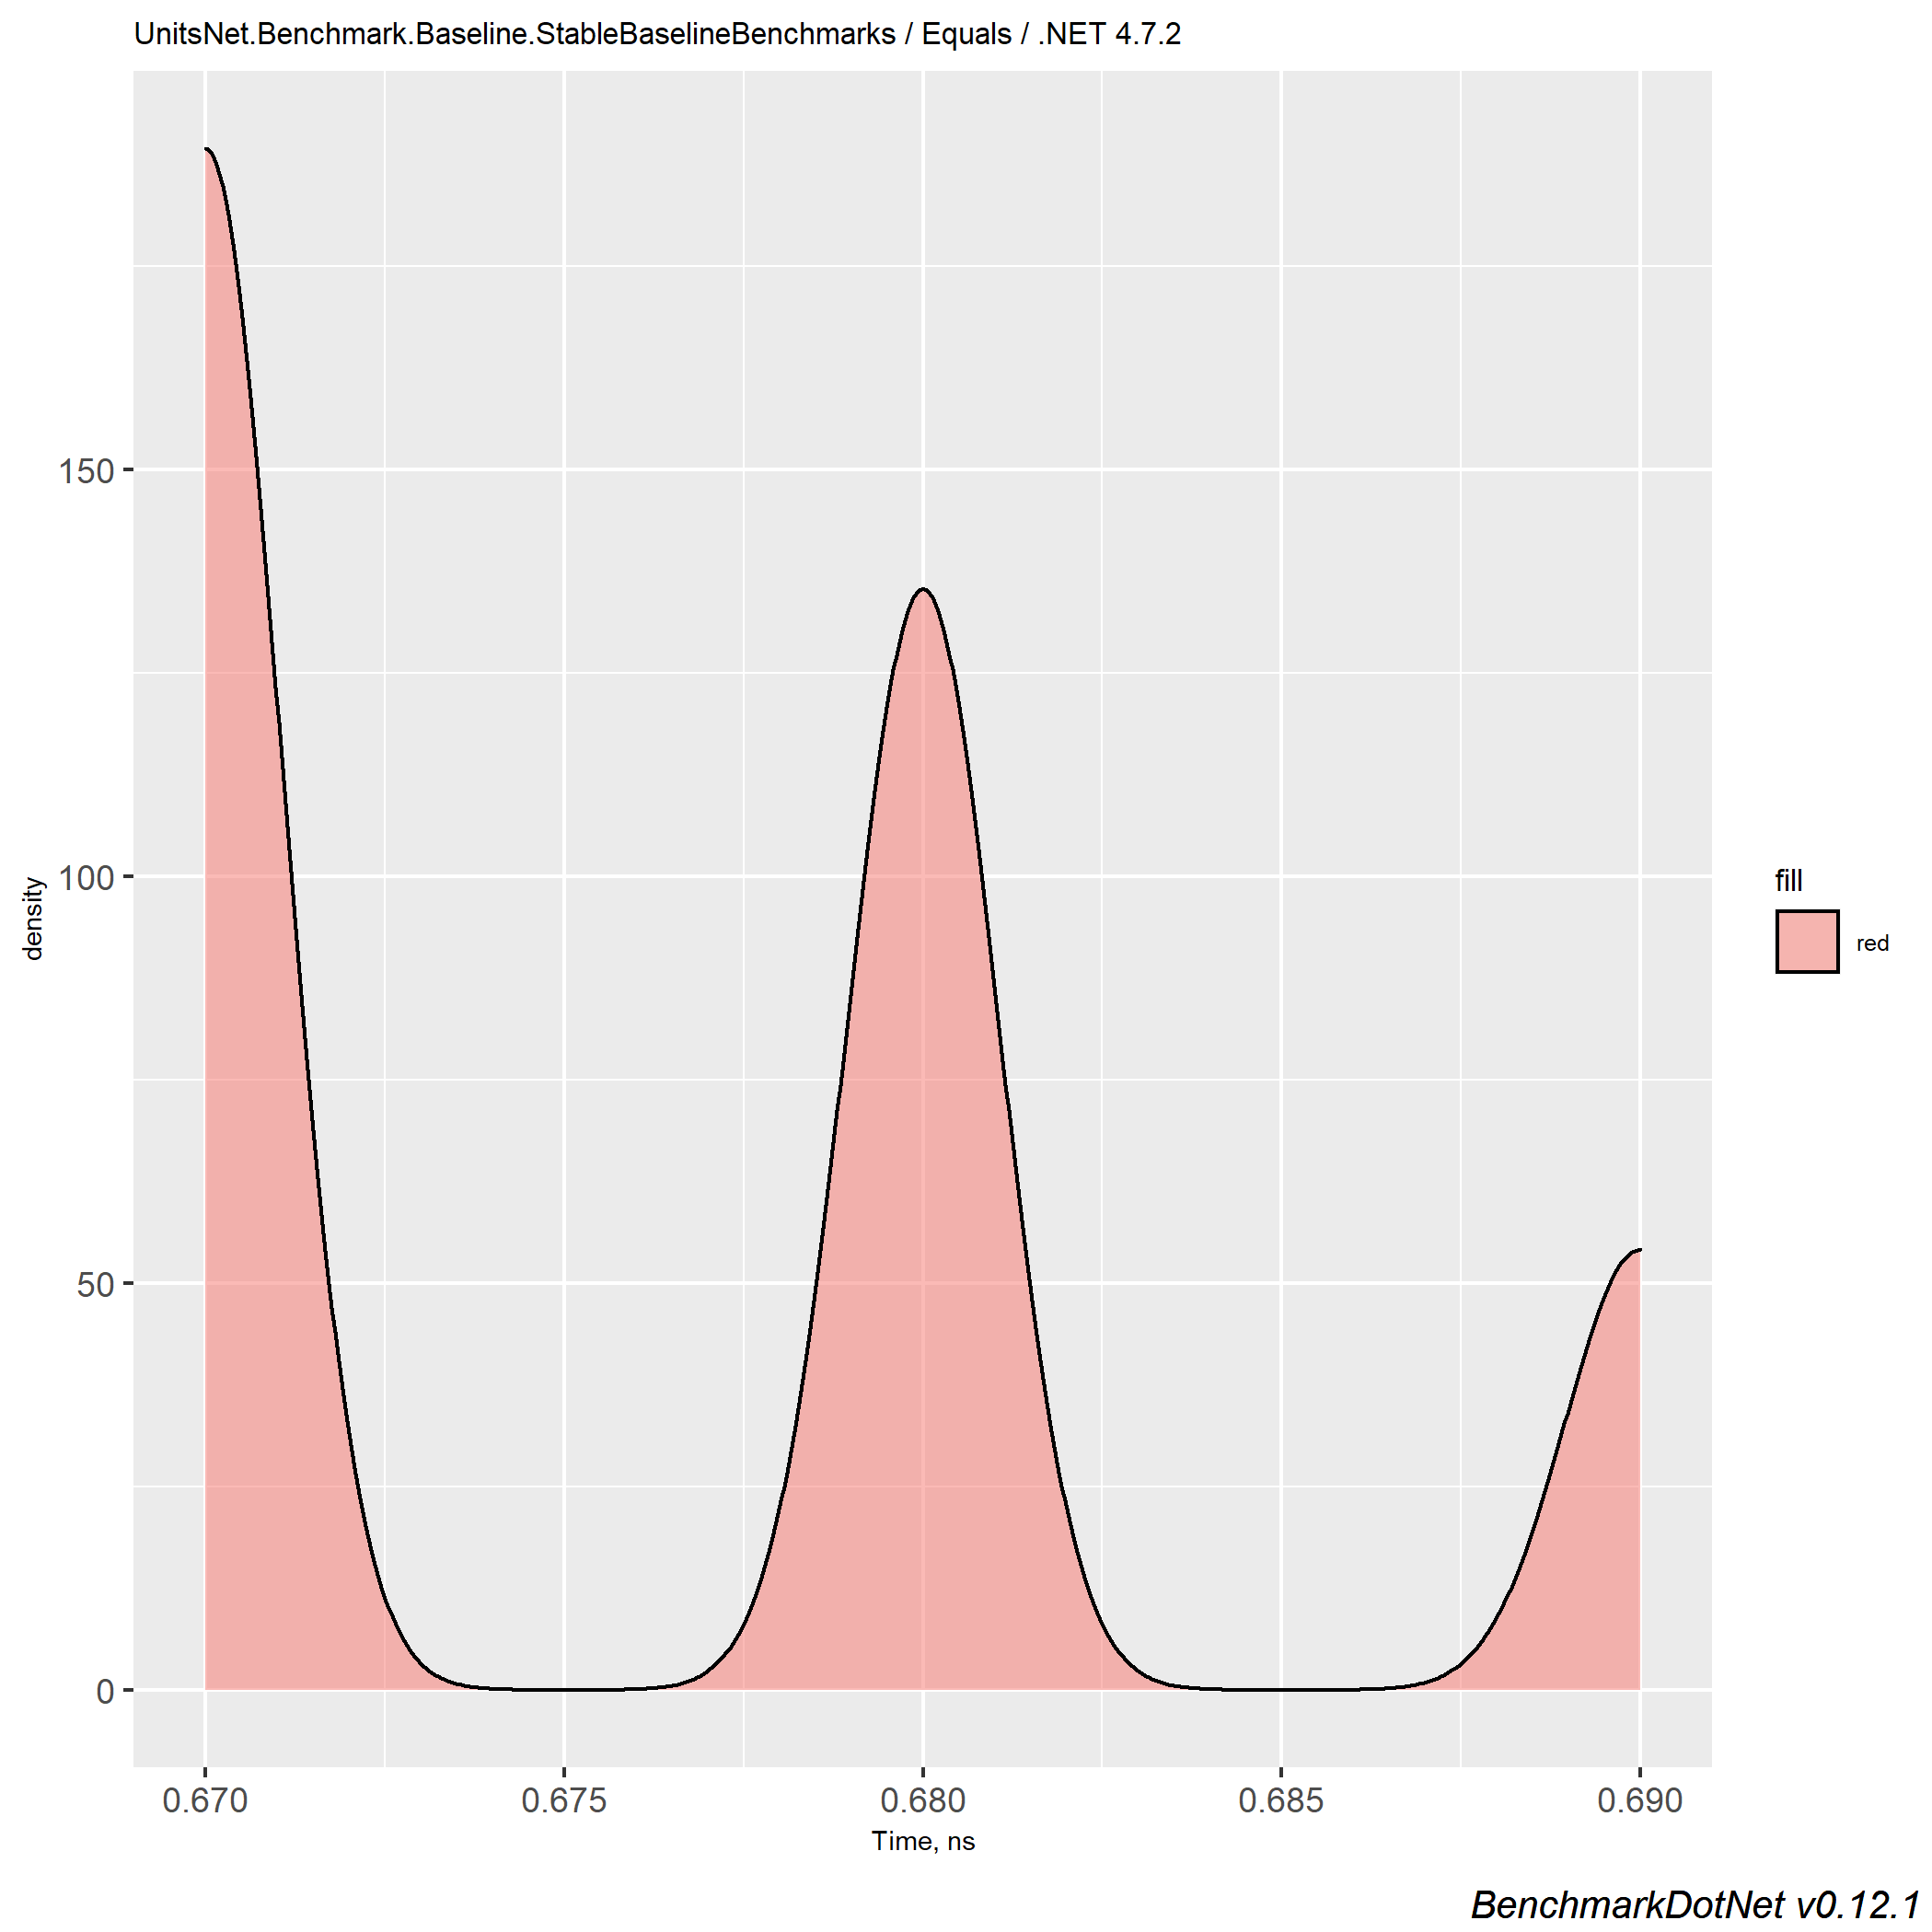 UnitsNet.Benchmark.Baseline.StableBaselineBenchmarks / Equals / .NET 4.7.2
density
150
100
50
0
0.670 0.675 0.680 0.685 0.690
Time, ns
fill
red
BenchmarkDotNet v0.12.1